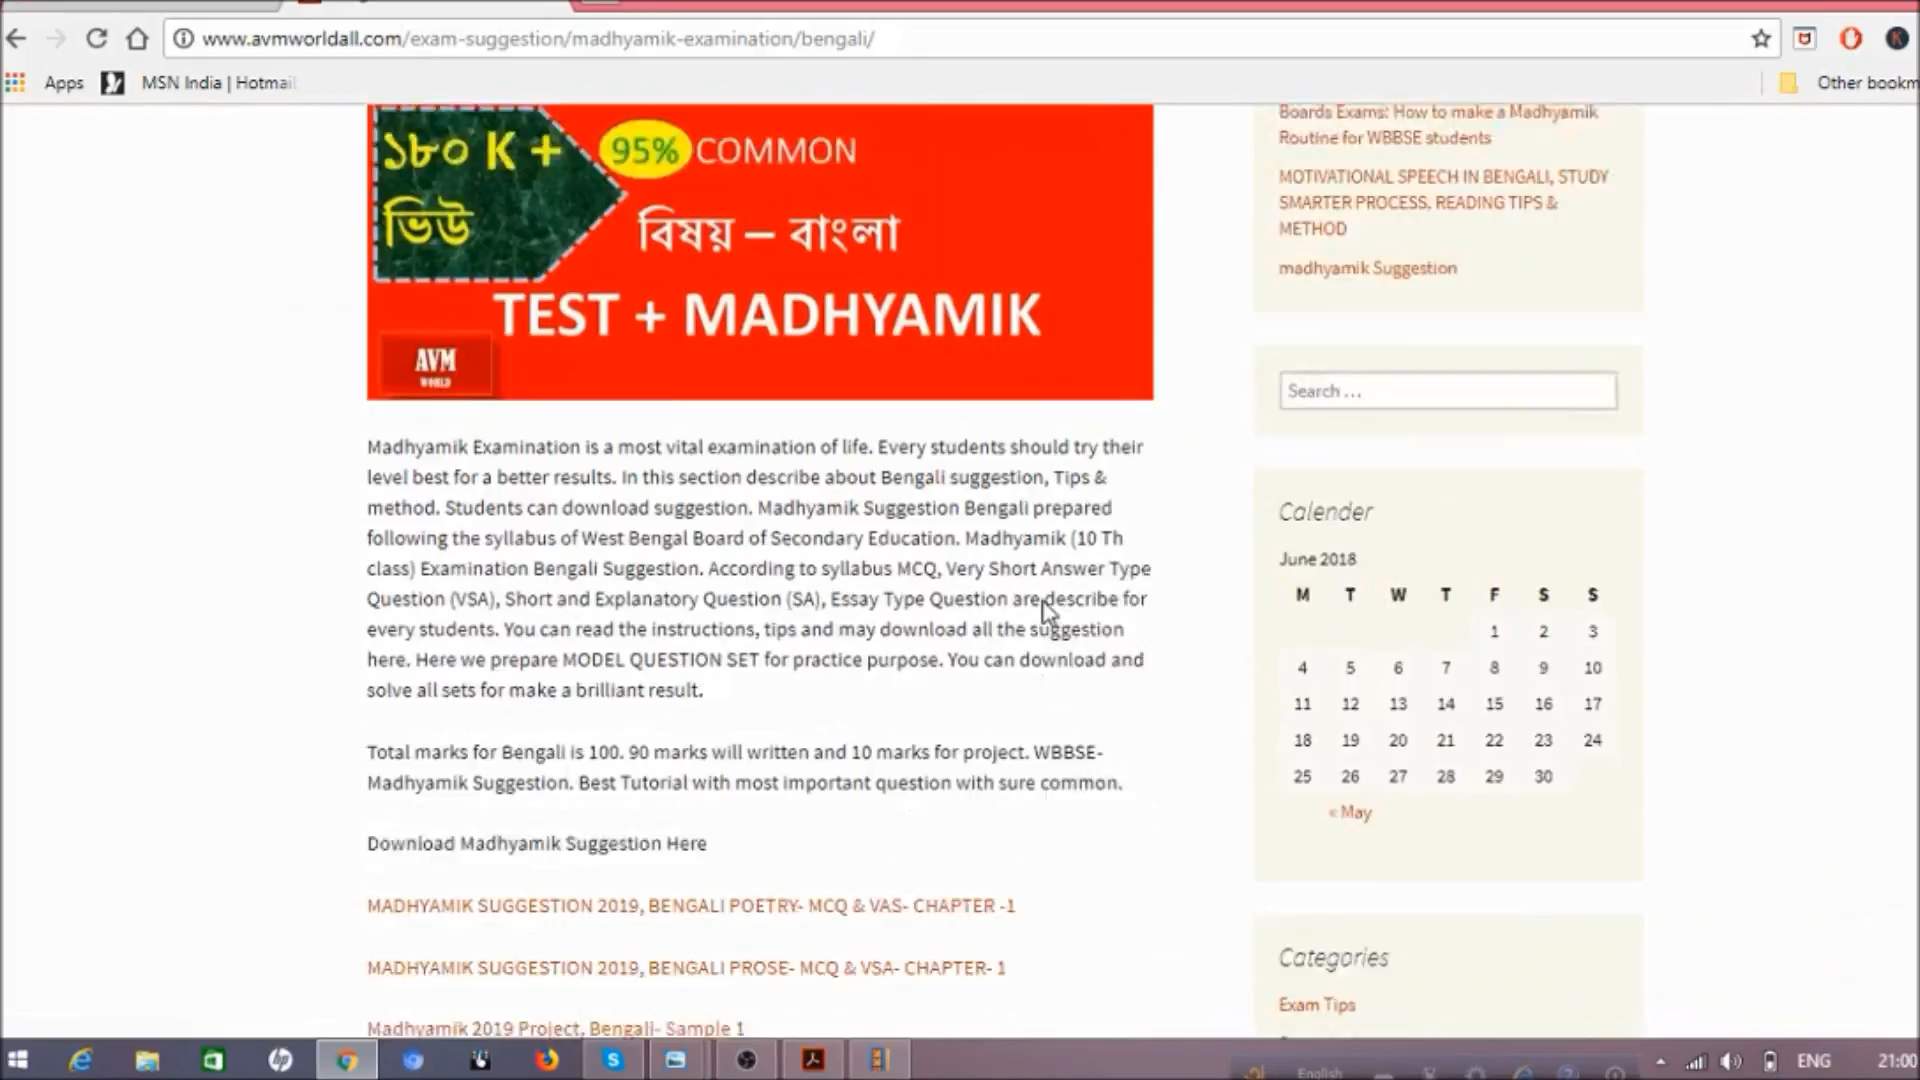 www.avmworldall.com/exam-suggestion/madhyamik-examination/bengali/
Apps
MSN India | Hotmail
Other bookm
১৮০ K +
ভিউ
95% COMMON
বিষয় – বাংলা
TEST + MADHYAMIK
AVM
WORLD
Madhyamik Examination is a most vital examination of life. Every students should try their
level best for a better results. In this section describe about Bengali suggestion, Tips &
method. Students can download suggestion. Madhyamik Suggestion Bengali prepared
following the syllabus of West Bengal Board of Secondary Education. Madhyamik (10 Th
class) Examination Bengali Suggestion. According to syllabus MCQ, Very Short Answer Type
Question (VSA), Short and Explanatory Question (SA), Essay Type Question are describe for
every students. You can read the instructions, tips and may download all the suggestion
here. Here we prepare MODEL QUESTION SET for practice purpose. You can download and
solve all sets for make a brilliant result.
Total marks for Bengali is 100. 90 marks will written and 10 marks for project. WBBSE-
Madhyamik Suggestion. Best Tutorial with most important question with sure common.
Download Madhyamik Suggestion Here
MADHYAMIK SUGGESTION 2019, BENGALI POETRY- MCQ & VAS- CHAPTER -1
MADHYAMIK SUGGESTION 2019, BENGALI PROSE- MCQ & VSA- CHAPTER- 1
Madhyamik 2019 Project, Bengali- Sample 1
Boards Exams: How to make a Madhyamik
Routine for WBBSE students
MOTIVATIONAL SPEECH IN BENGALI, STUDY
SMARTER PROCESS, READING TIPS &
METHOD
madhyamik Suggestion
Search …
Calender
June 2018
M T W T F S S
1 2 3
4 5 6 7 8 9 10
11 12 13 14 15 16 17
18 19 20 21 22 23 24
25 26 27 28 29 30
« May
Categories
Exam Tips
English
ENG
21:00